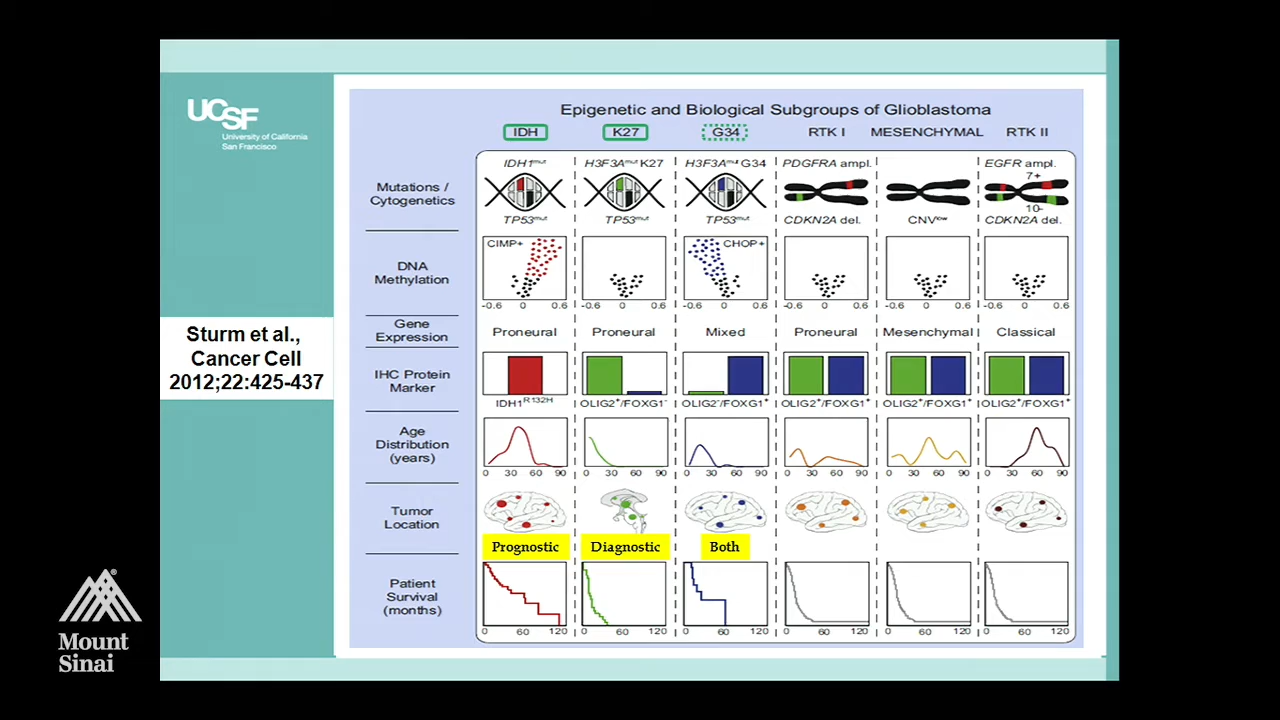 UCSF
University of California
San Francisco
Sturm et al.,
Cancer Cell
2012;22:425-437
Mount
Sinai
Epigenetic and Biological Subgroups of Glioblastoma
IDH K27 G34 RTK I MESENCHYMAL RTK II
Mutations /
Cytogenetics
IDH1mut H3F3Amut K27 H3F3Amut G34 PDGFRA ampl. EGFR ampl.
7+
10-
TP53mut TP53mut TP53mut CDKN2A del. CNVlow CDKN2A del.
DNA
Methylation
CIMP+ CHOP+
-0.6 0 0.6 -0.6 0 0.6 -0.6 0 0.6 -0.6 0 0.6 -0.6 0 0.6 -0.6 0 0.6
Gene
Expression
Proneural Proneural Mixed Proneural Mesenchymal Classical
IHC Protein
Marker
IDH1R132H OLIG2+/FOXG1- OLIG2-/FOXG1+ OLIG2+/FOXG1+ OLIG2+/FOXG1+ OLIG2+/FOXG1+
Age
Distribution
(years)
0 30 60 90 0 30 60 90 0 30 60 90 0 30 60 90 0 30 60 90 0 30 60 90
Tumor
Location
Prognostic Diagnostic Both
Patient
Survival
(months)
0 60 120 0 60 120 0 60 120 0 60 120 0 60 120 0 60 120